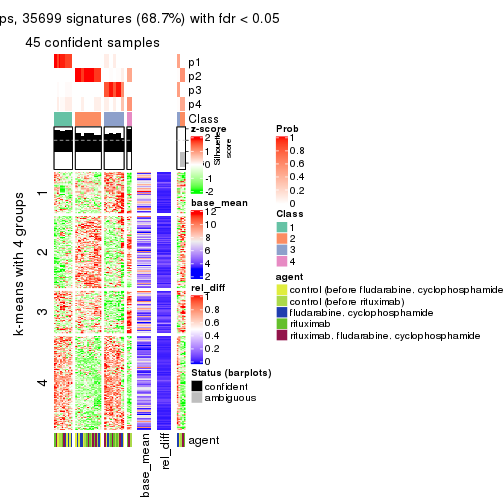 ps, 35699 signatures (68.7%) with fdr < 0.05
45 confident samples
p1
p2
p3
p4
Class
z-score
2
1
0
-1
-2
Silhouette
score
base_mean
12
10
8
6
4
2
rel_diff
1
0.8
0.6
0.4
0.2
0
Status (barplots)
confident
ambiguous
Prob
1
0.8
0.6
0.4
0.2
0
Class
1
2
3
4
agent
control (before fludarabine. cyclophosphamide
control (before rituximab)
fludarabine. cyclophosphamide
rituximab
rituximab. fludarabine. cyclophosphamide
k-means with 4 groups
1
2
3
4
agent
base_mean
rel_diff